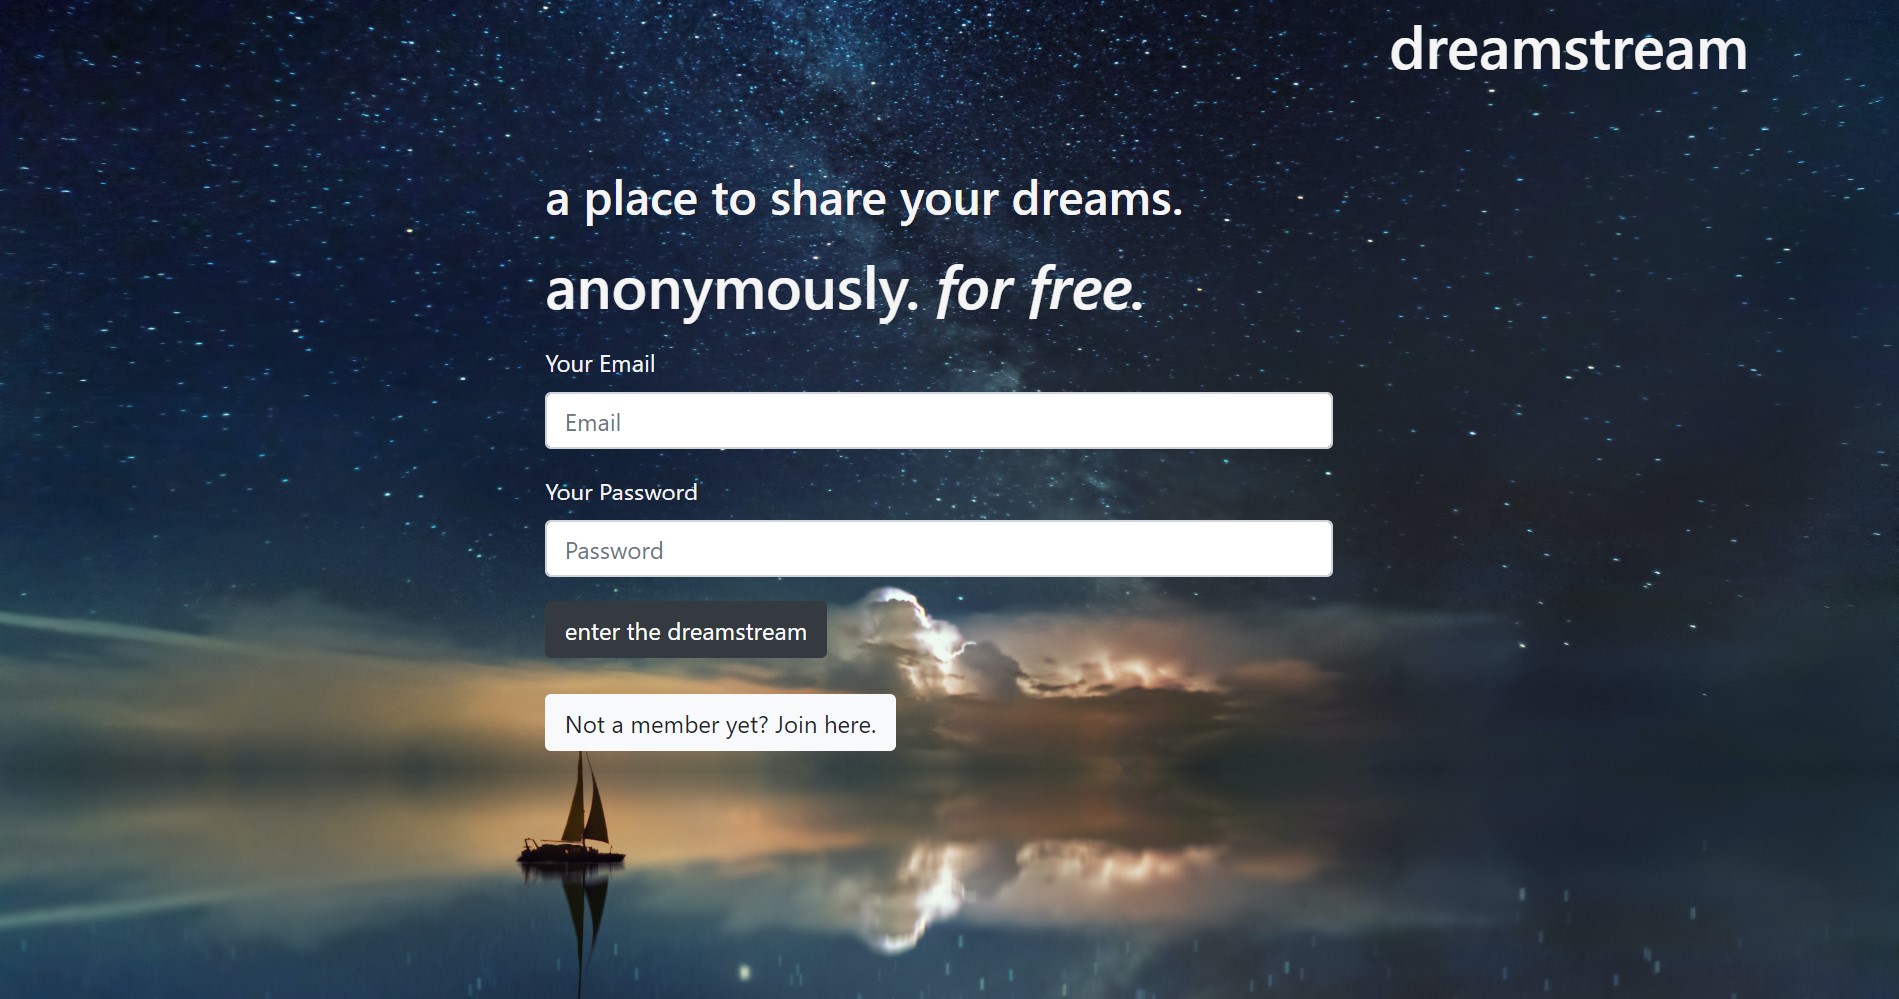 dreamstream
a place to share your dreams.
anonymously. for free.
Your Email
Email
Your Password
Password
enter the dreamstream
Not a member yet? Join here.